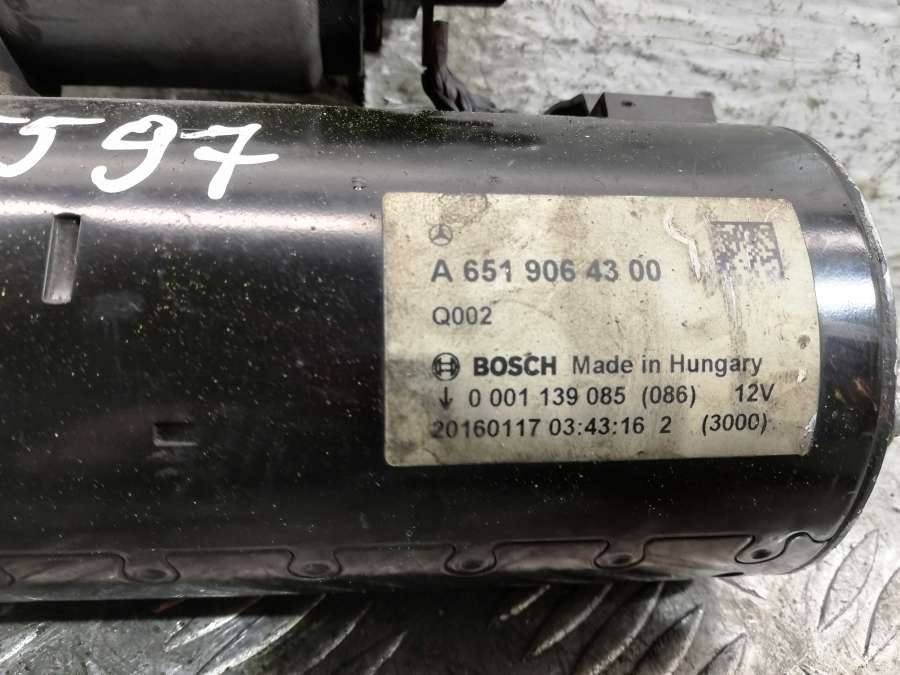 597
A 651 906 43 00
Q002
BOSCH Made in Hungary
↓ 0 001 139 085 (086) 12V
20160117 03:43:16 2 (3000)